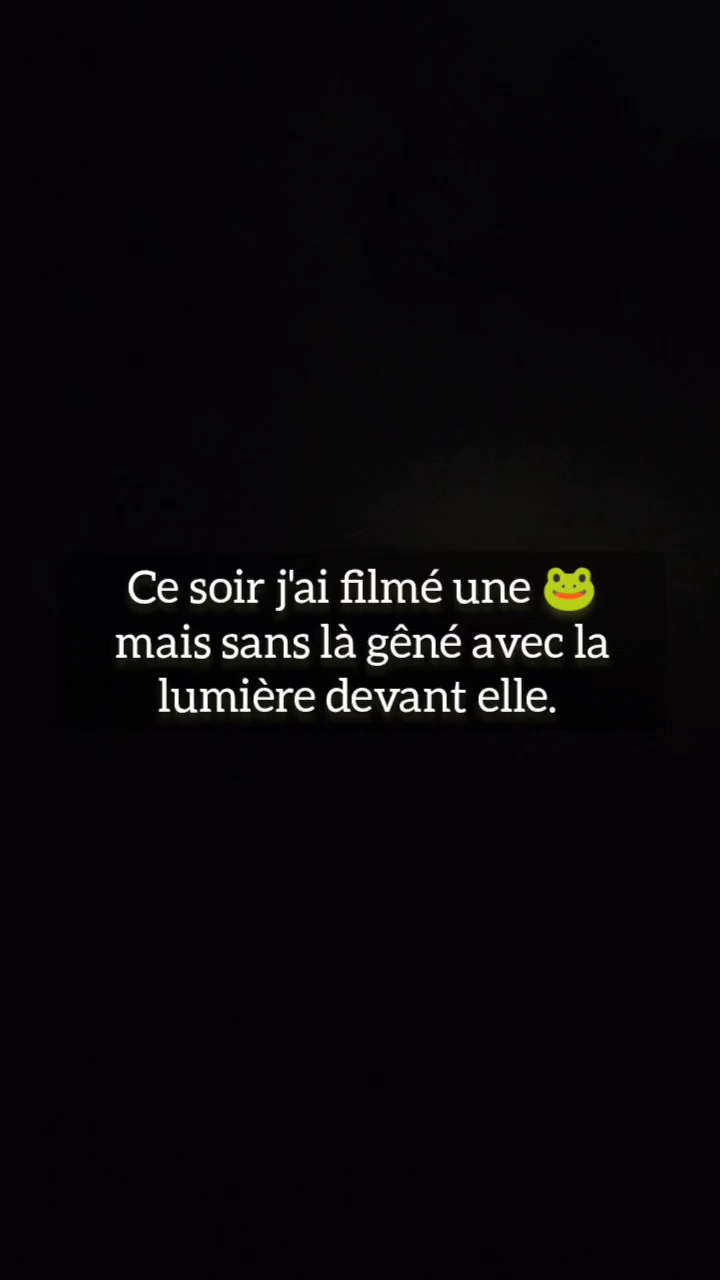 Ce soir j'ai filmé une 🐸
mais sans là gêné avec la
lumière devant elle.